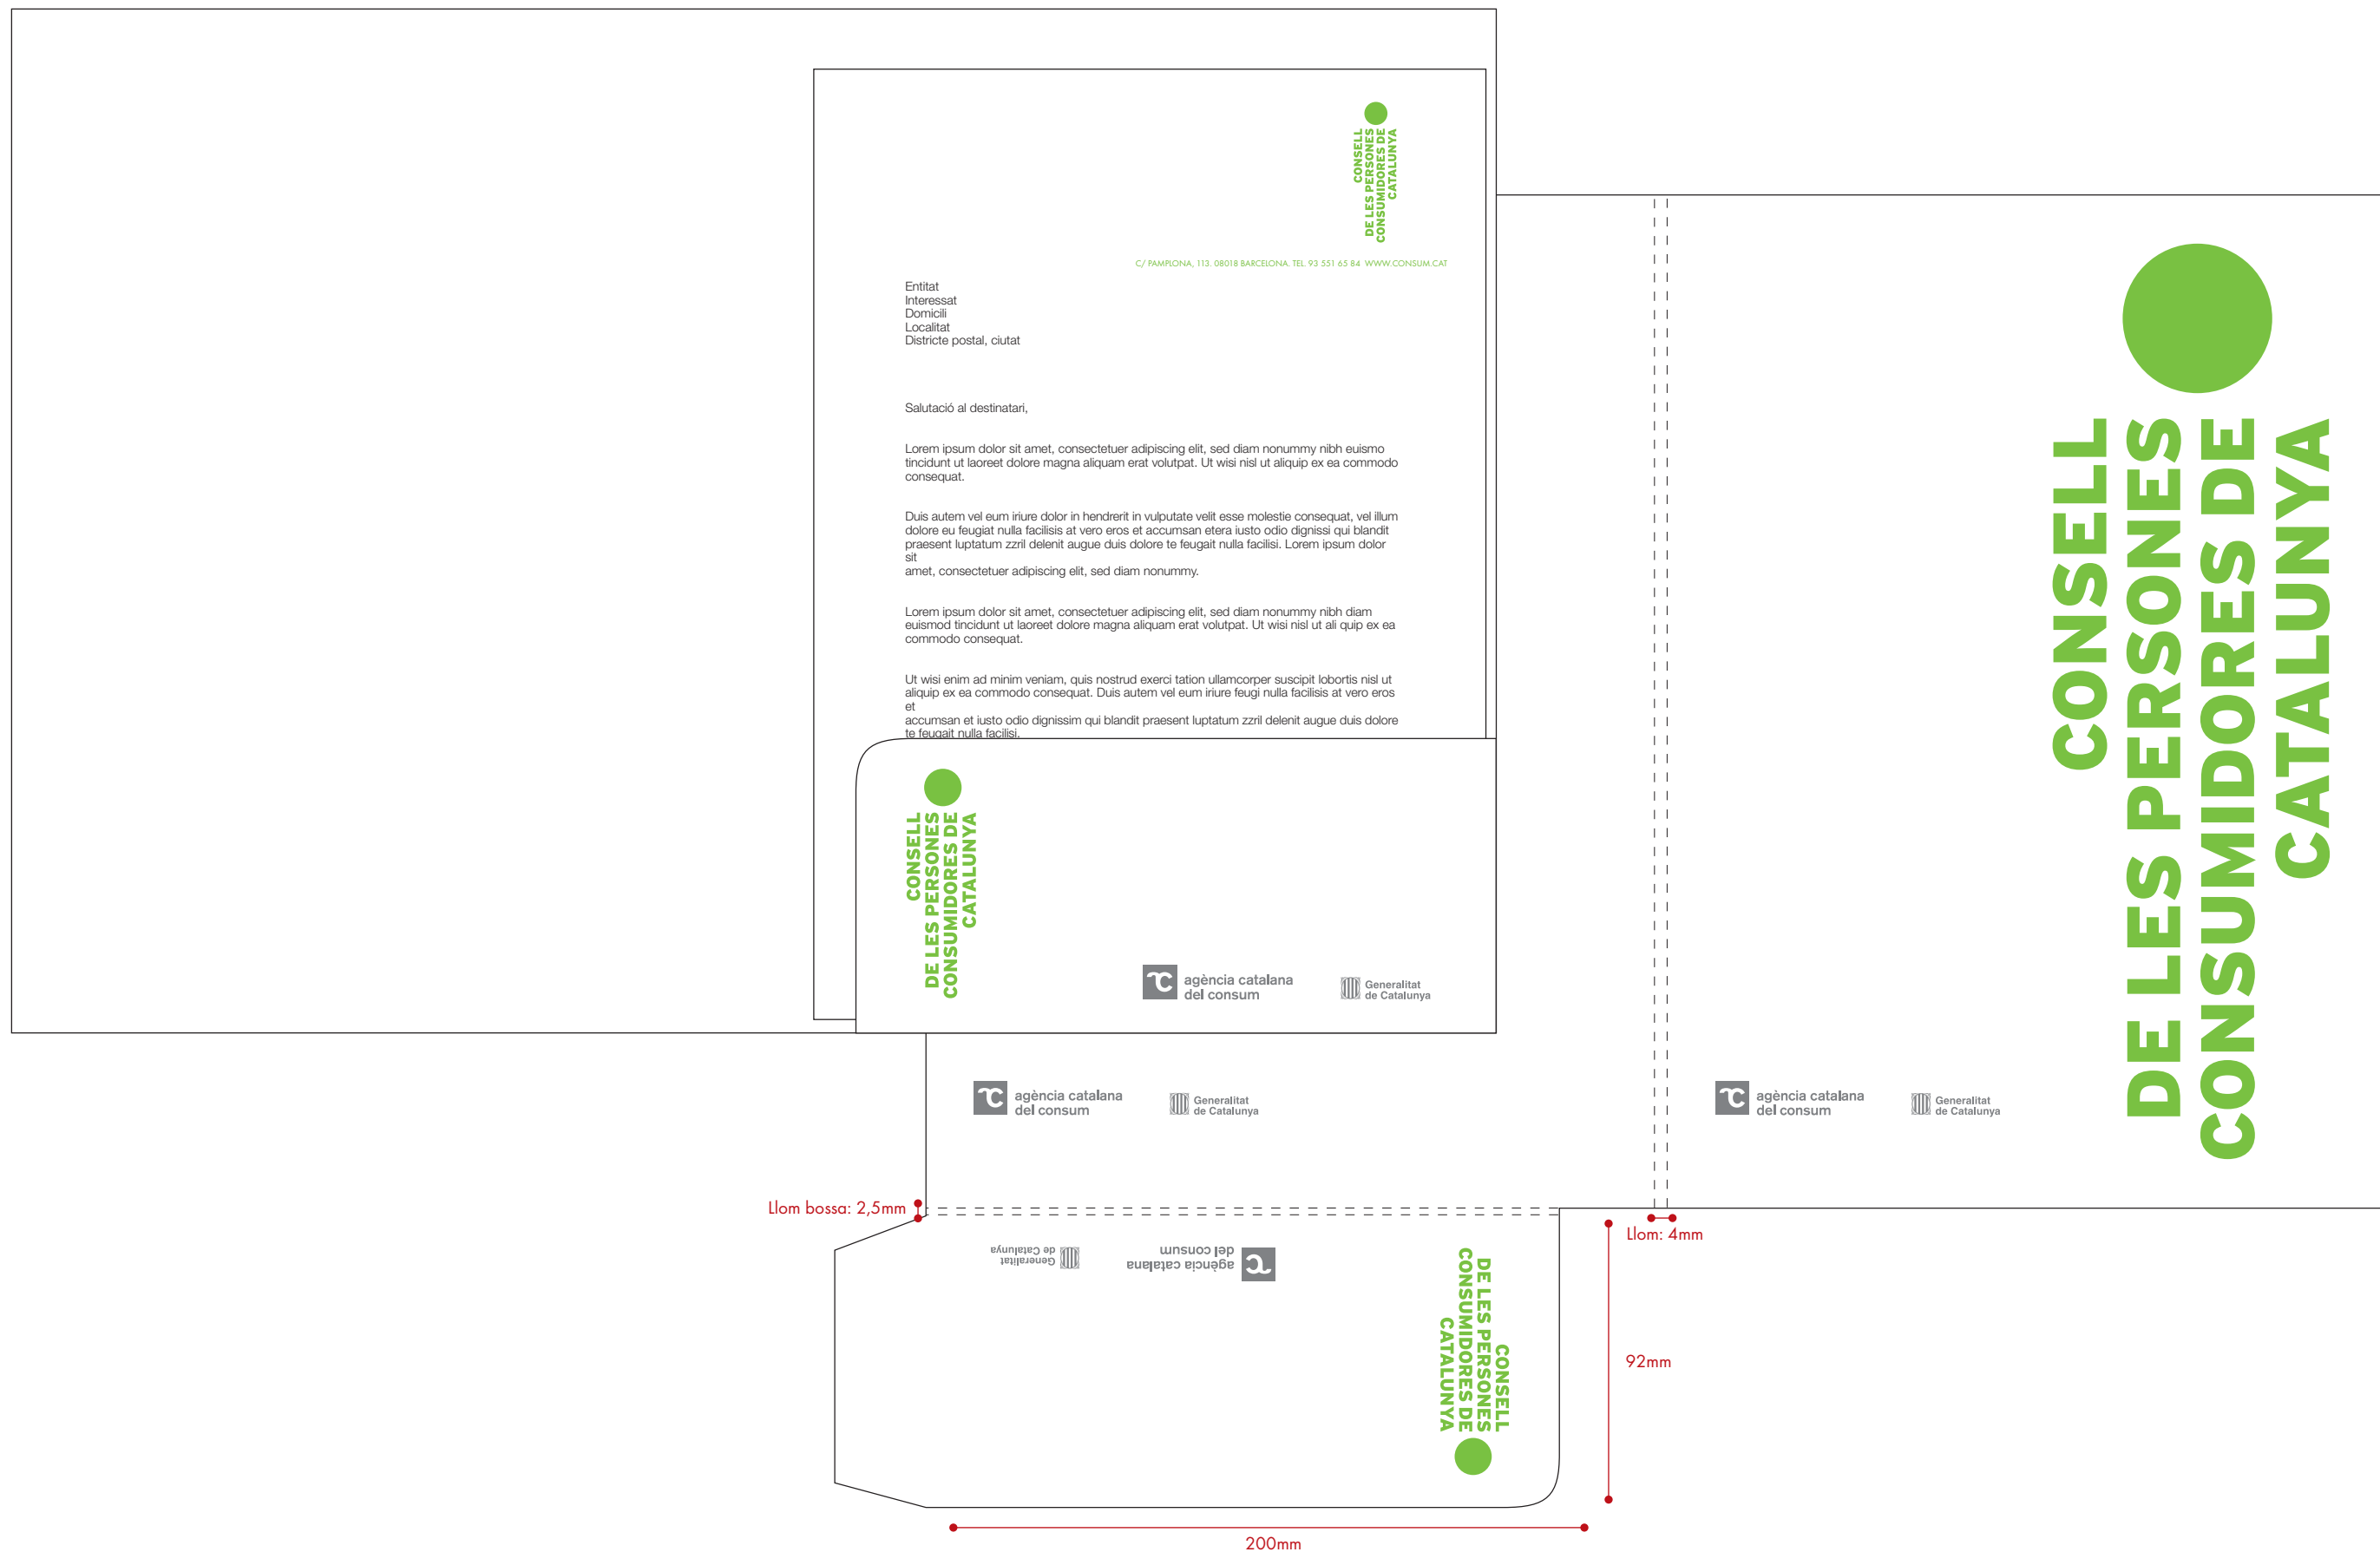 CONSELL
DE LES PERSONES
CONSUMIDORES DE
CATALUNYA
C/ PAMPLONA, 113. 08018 BARCELONA. TEL. 93 551 65 84 WWW.CONSUM.CAT
Entitat
Interessat
Domicili
Localitat
Districte postal, ciutat
Salutació al destinatari,
Lorem ipsum dolor sit amet, consectetuer adipiscing elit, sed diam nonummy nibh euismo
tincidunt ut laoreet dolore magna aliquam erat volutpat. Ut wisi nisl ut aliquip ex ea commodo
consequat.
Duis autem vel eum iriure dolor in hendrerit in vulputate velit esse molestie consequat, vel illum
dolore eu feugiat nulla facilisis at vero eros et accumsan etera iusto odio dignissi qui blandit
praesent luptatum zzril delenit augue duis dolore te feugait nulla facilisi. Lorem ipsum dolor
sit
amet, consectetuer adipiscing elit, sed diam nonummy.
Lorem ipsum dolor sit amet, consectetuer adipiscing elit, sed diam nonummy nibh diam
euismod tincidunt ut laoreet dolore magna aliquam erat volutpat. Ut wisi nisl ut ali quip ex ea
commodo consequat.
Ut wisi enim ad minim veniam, quis nostrud exerci tation ullamcorper suscipit lobortis nisl ut
aliquip ex ea commodo consequat. Duis autem vel eum iriure feugi nulla facilisis at vero eros
et
accumsan et iusto odio dignissim qui blandit praesent luptatum zzril delenit augue duis dolore
te feugait nulla facilisi.
CONSELL
DE LES PERSONES
CONSUMIDORES DE
CATALUNYA
agència catalana
del consum
Generalitat
de Catalunya
CONSELL
DE LES PERSONES
CONSUMIDORES DE
CATALUNYA
agència catalana
del consum
Generalitat
de Catalunya
agència catalana
del consum
Generalitat
de Catalunya
Llom bossa: 2,5mm
Llom: 4mm
agència catalana
del consum
Generalitat
de Catalunya
CONSELL
DE LES PERSONES
CONSUMIDORES DE
CATALUNYA
92mm
200mm